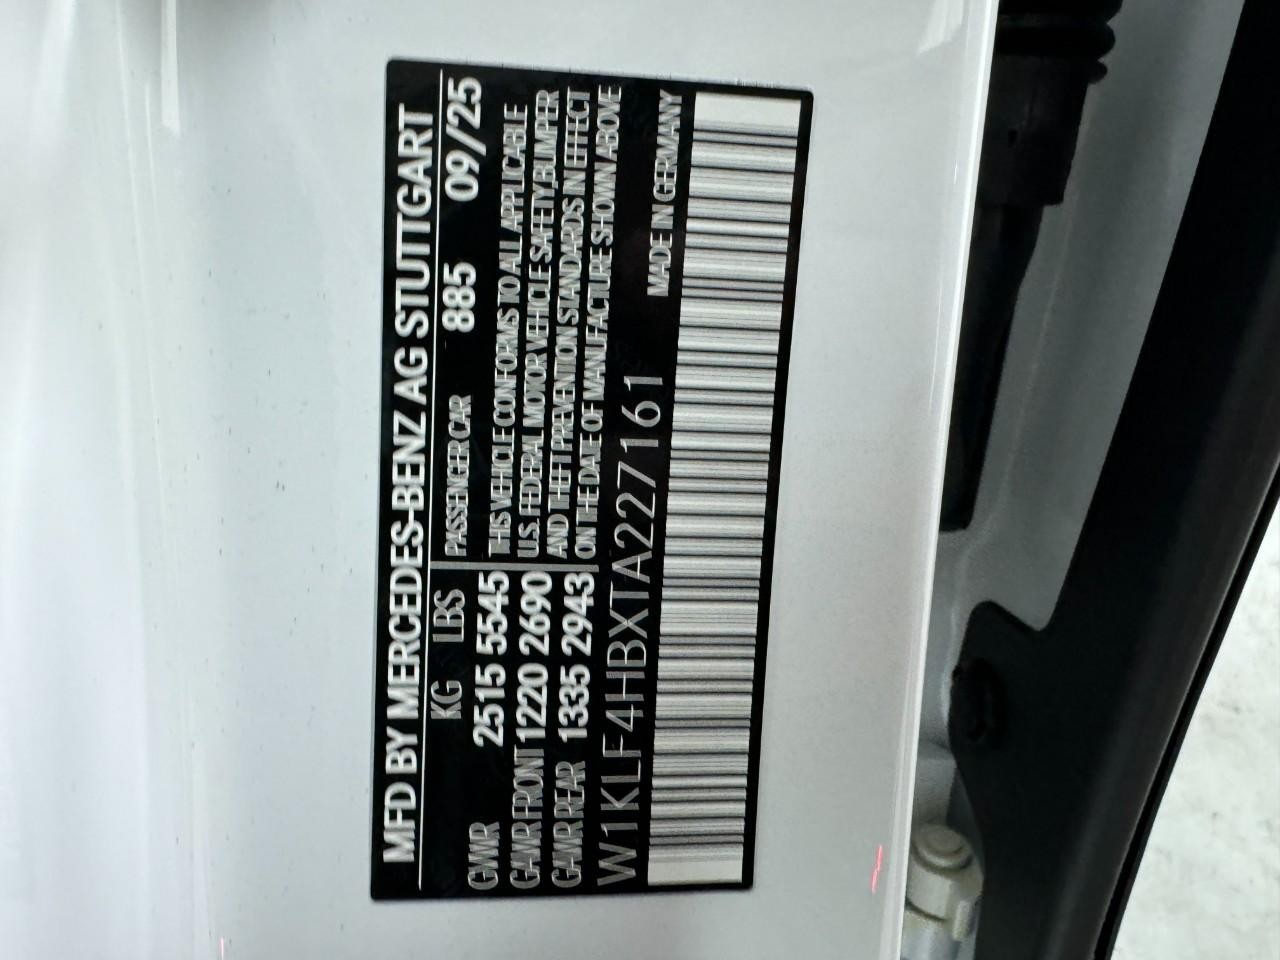 MFD BY MERCEDES-BENZ AG STUTTGART
KG LBS PASSENGER CAR 885 09/25
GVWR 2515 5545
GAWR FRONT 1220 2690
GAWR REAR 1335 2943
THIS VEHICLE CONFORMS TO ALL APPLICABLE
U.S. FEDERAL MOTOR VEHICLE SAFETY, BUMPER
AND THEFT PREVENTION STANDARDS IN EFFECT
ON THE DATE OF MANUFACTURE SHOWN ABOVE
W1KLF4HBXTA227161
MADE IN GERMANY